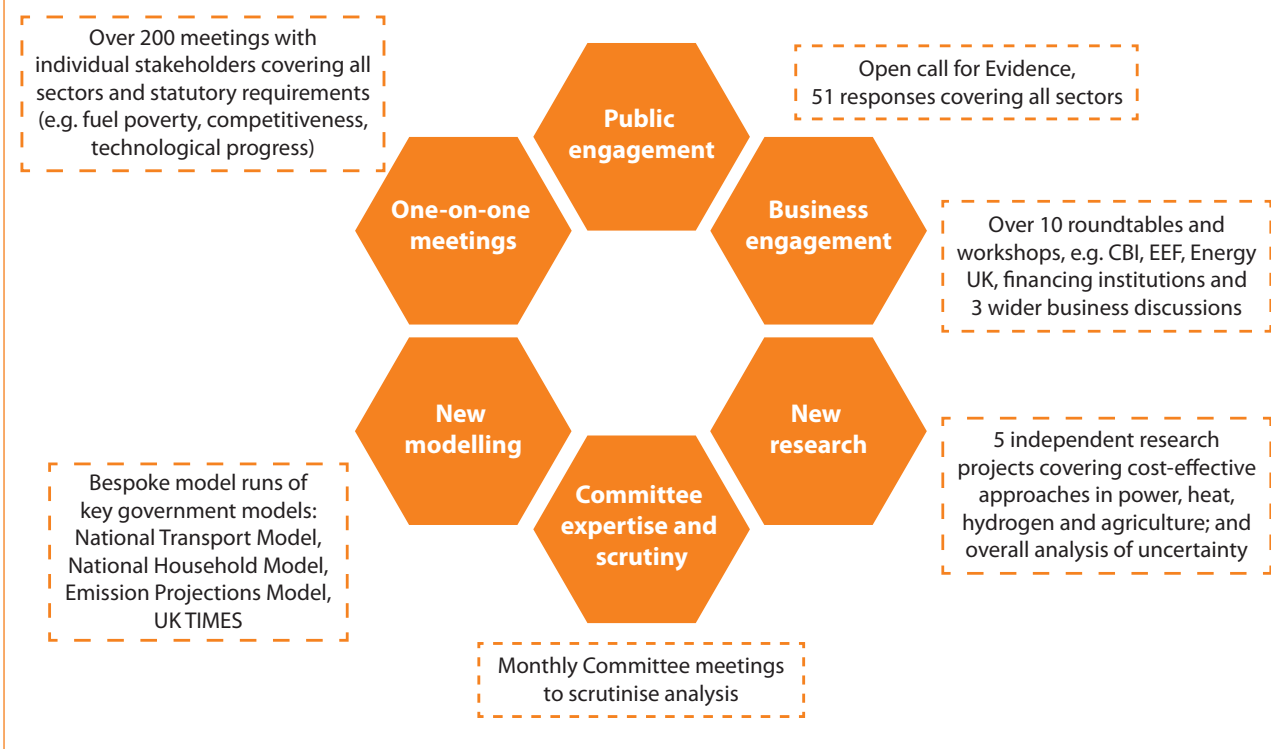 Over 200 meetings with
individual stakeholders covering all
sectors and statutory requirements
(e.g. fuel poverty, competitiveness,
technological progress)
Public
engagement
Open call for Evidence,
51 responses covering all sectors
One-on-one
meetings
Business
engagement
Over 10 roundtables and
workshops, e.g. CBI, EEF, Energy
UK, financing institutions and
3 wider business discussions
New
modelling
New
research
Bespoke model runs of
key government models:
National Transport Model,
National Household Model,
Emission Projections Model,
UK TIMES
Committee
expertise and
scrutiny
5 independent research
projects covering cost-effective
approaches in power, heat,
hydrogen and agriculture; and
overall analysis of uncertainty
Monthly Committee meetings
to scrutinise analysis